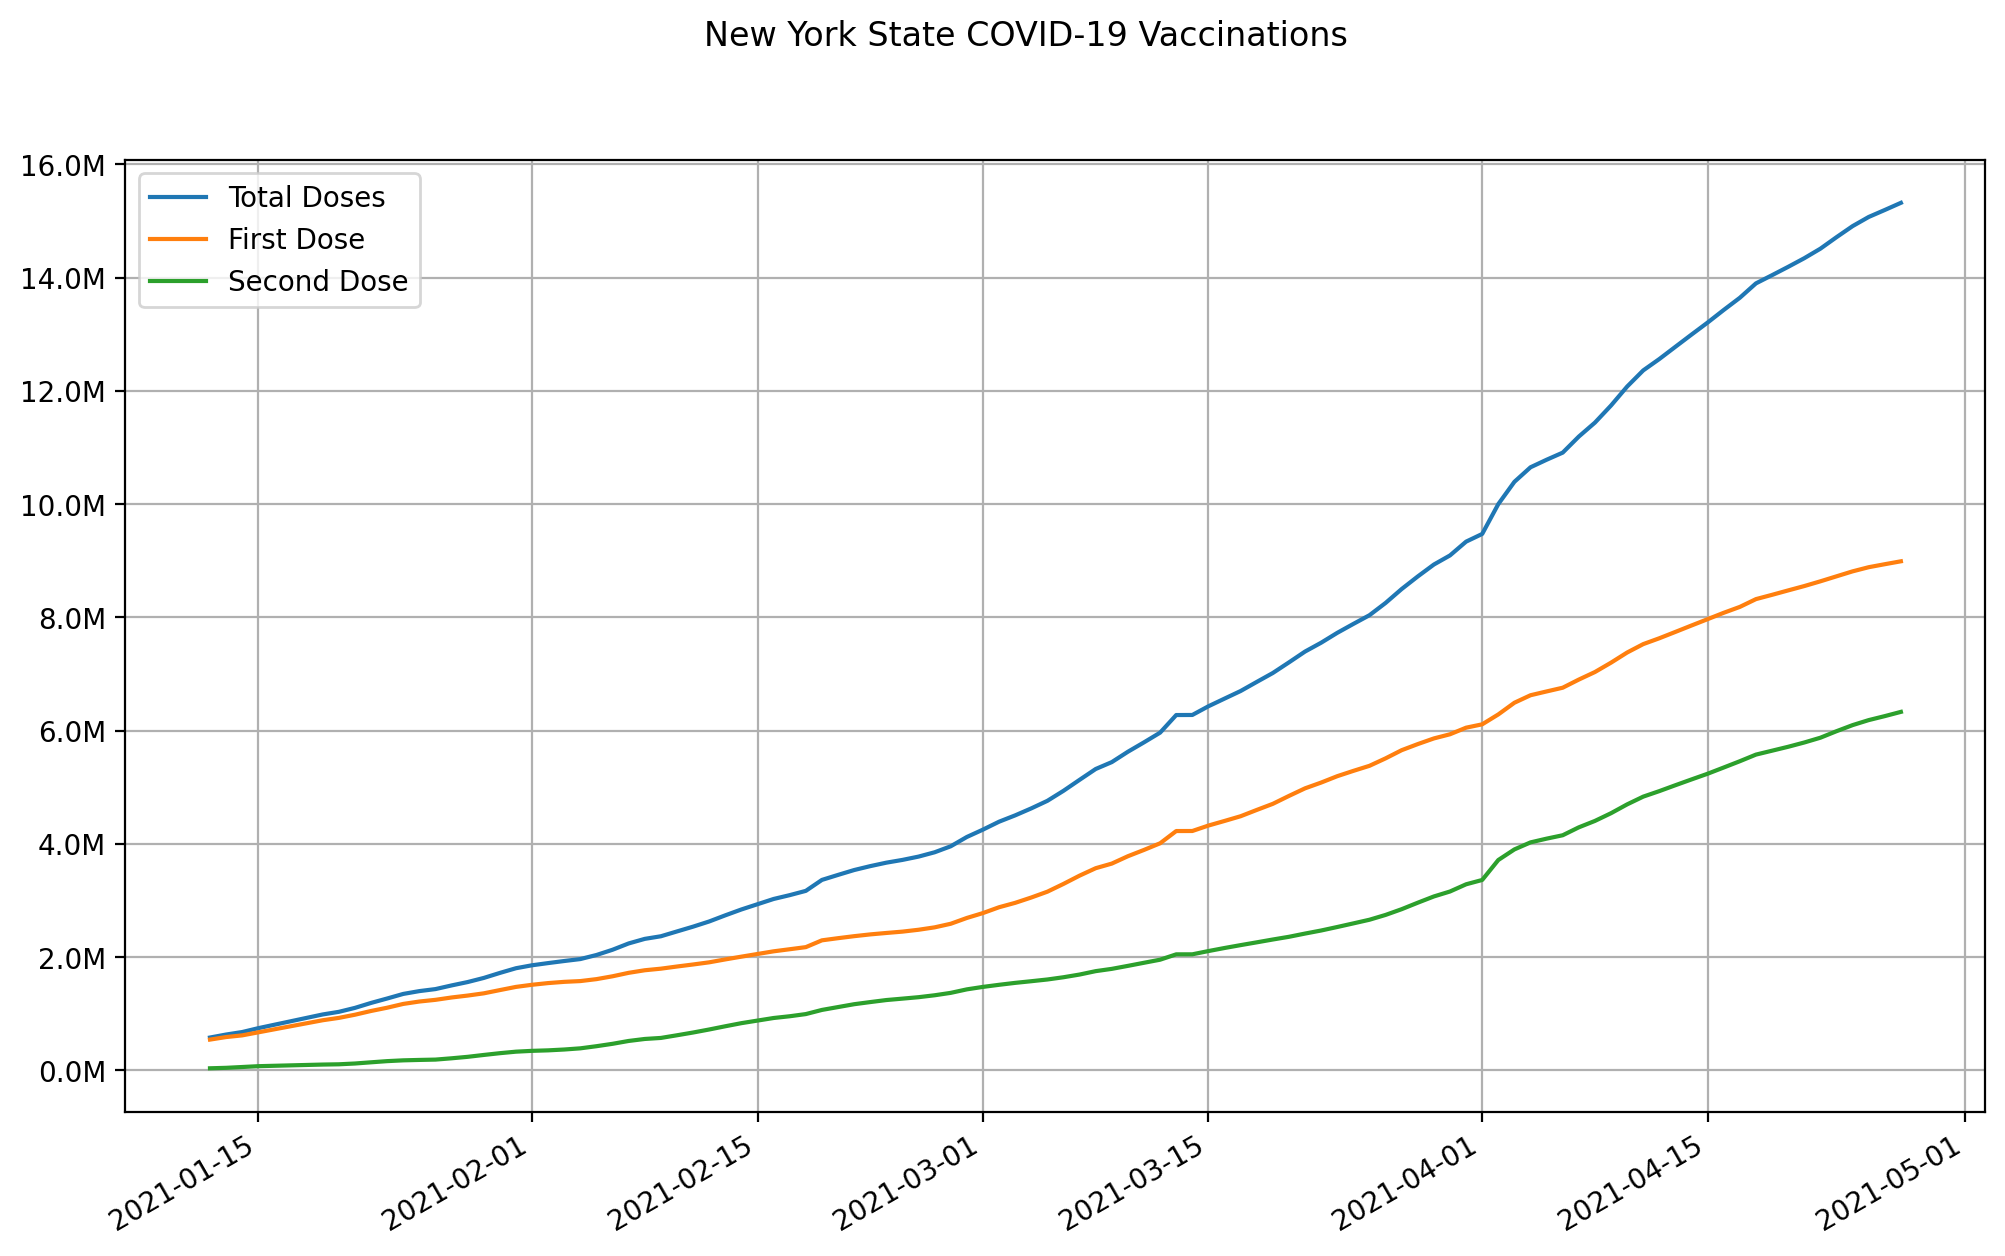 New York State COVID-19 Vaccinations
16.0M
14.0M
12.0M
10.0M
8.0M
6.0M
4.0M
2.0M
0.0M
Total Doses
First Dose
Second Dose
2021-01-15
2021-02-01
2021-02-15
2021-03-01
2021-03-15
2021-04-01
2021-04-15
2021-05-01